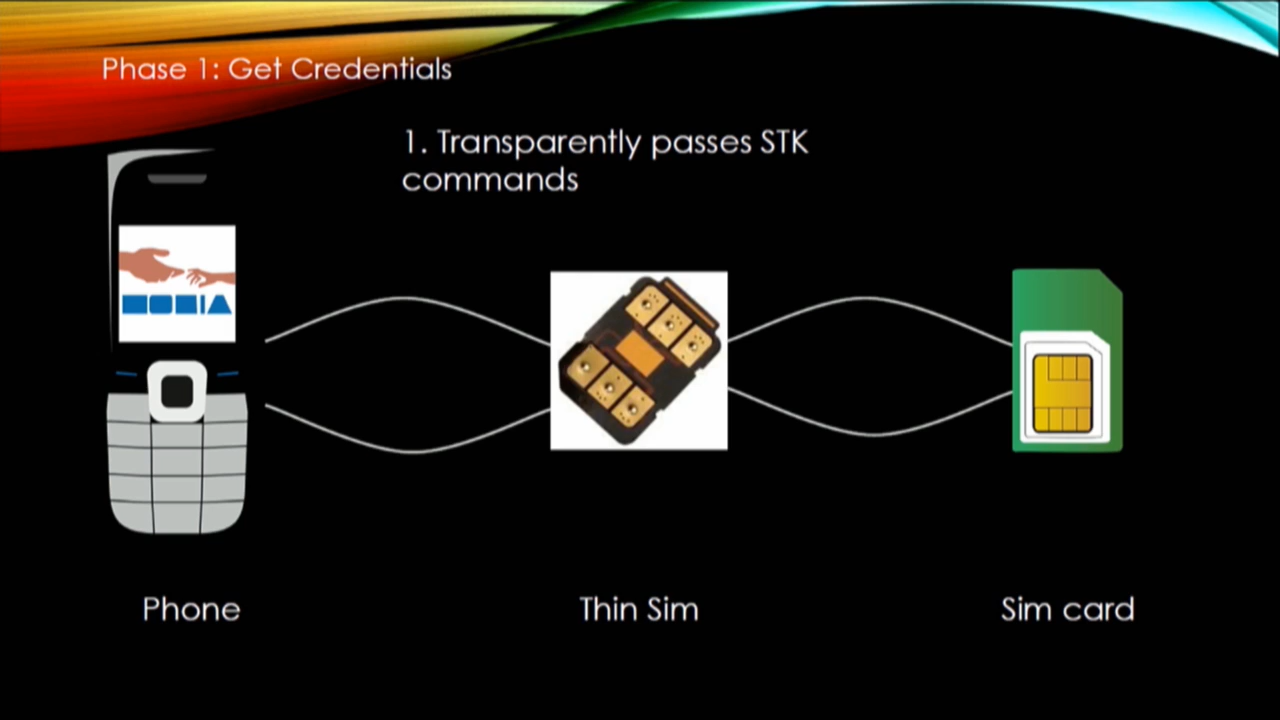 Phase 1: Get Credentials
1. Transparently passes STK
commands
Phone
Thin Sim
Sim card